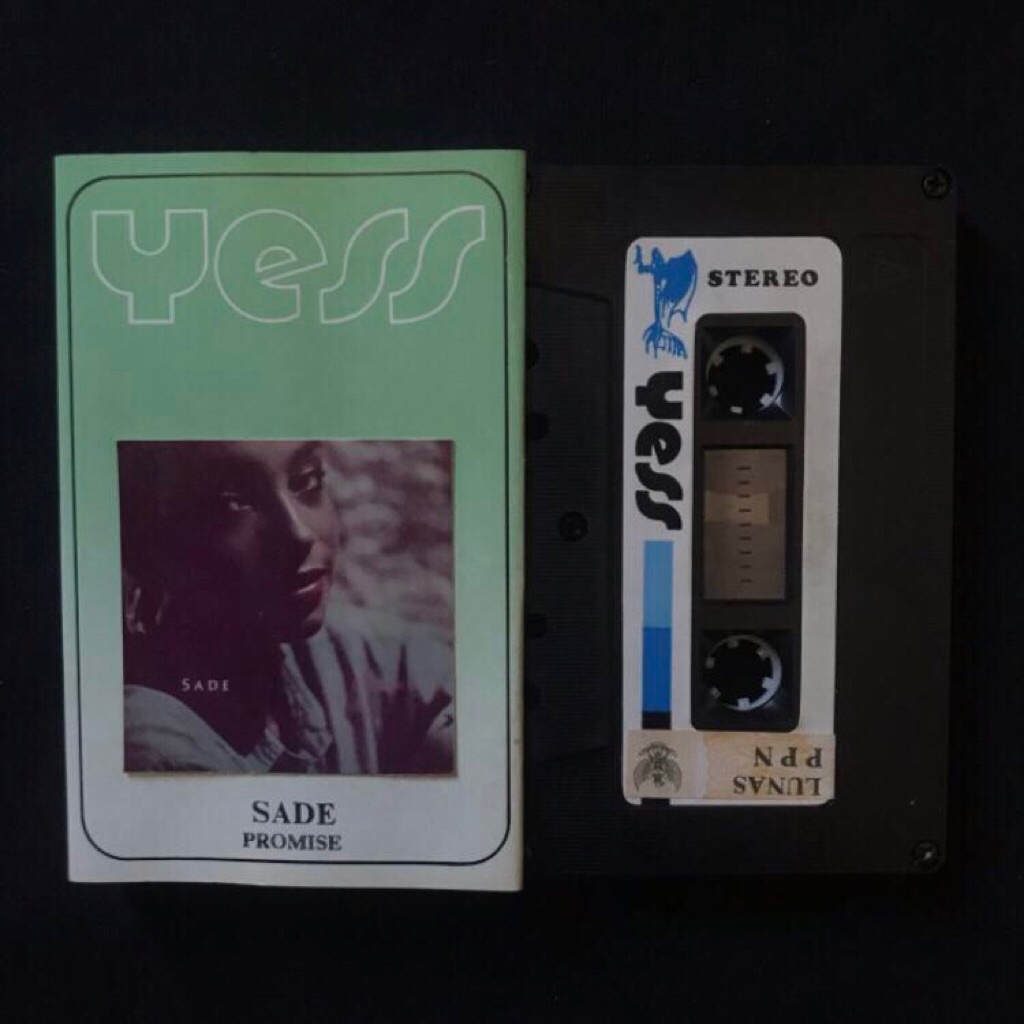 Yess
SADE
SADE
PROMISE
STEREO
Yess
LUNAS
PPN